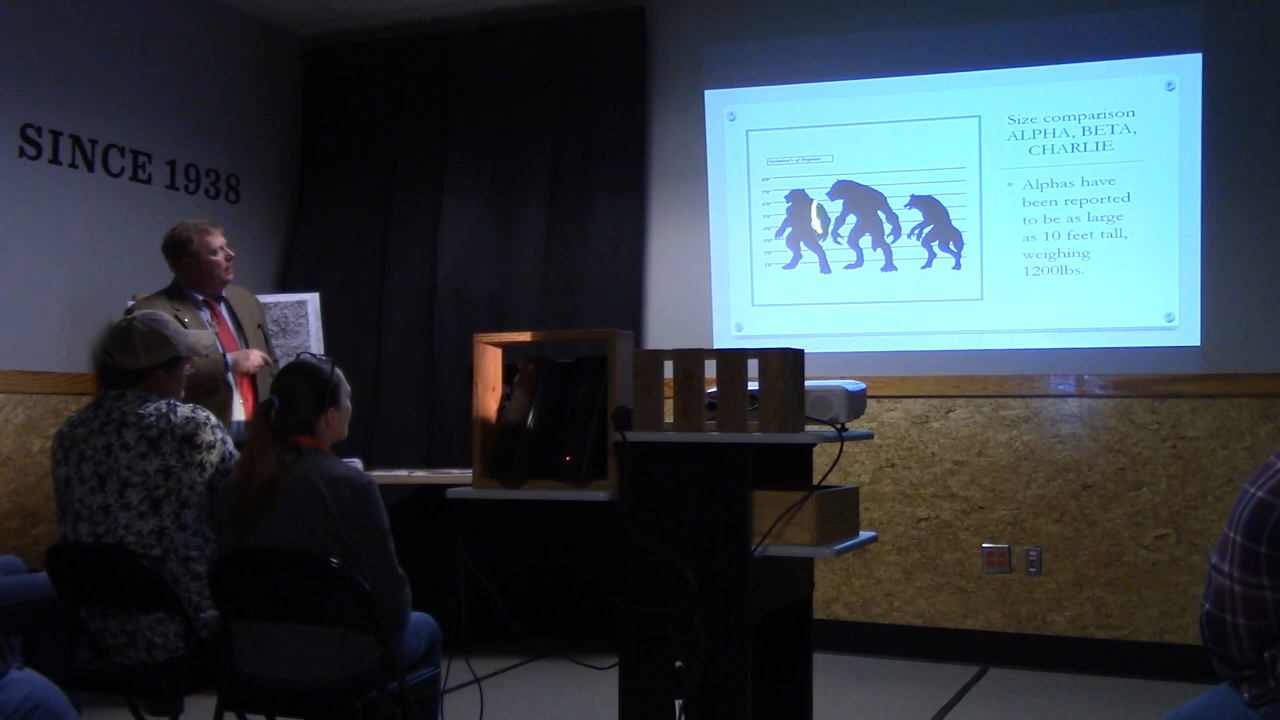 SINCE 1938
Size comparison
ALPHA, BETA,
CHARLIE
• Alphas have
been reported
to be as large
as 10 feet tall,
weighing
1200lbs.